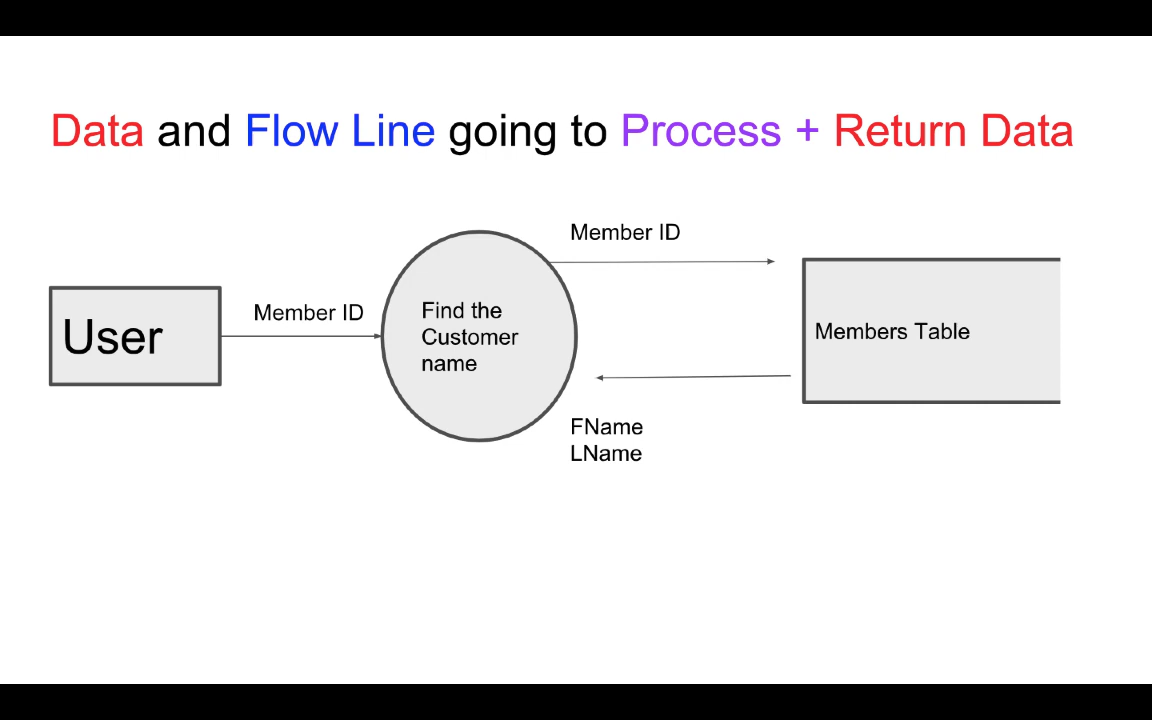 Data and Flow Line going to Process + Return Data
Member ID
Member ID
Find the
Customer
name
User
Members Table
FName
LName